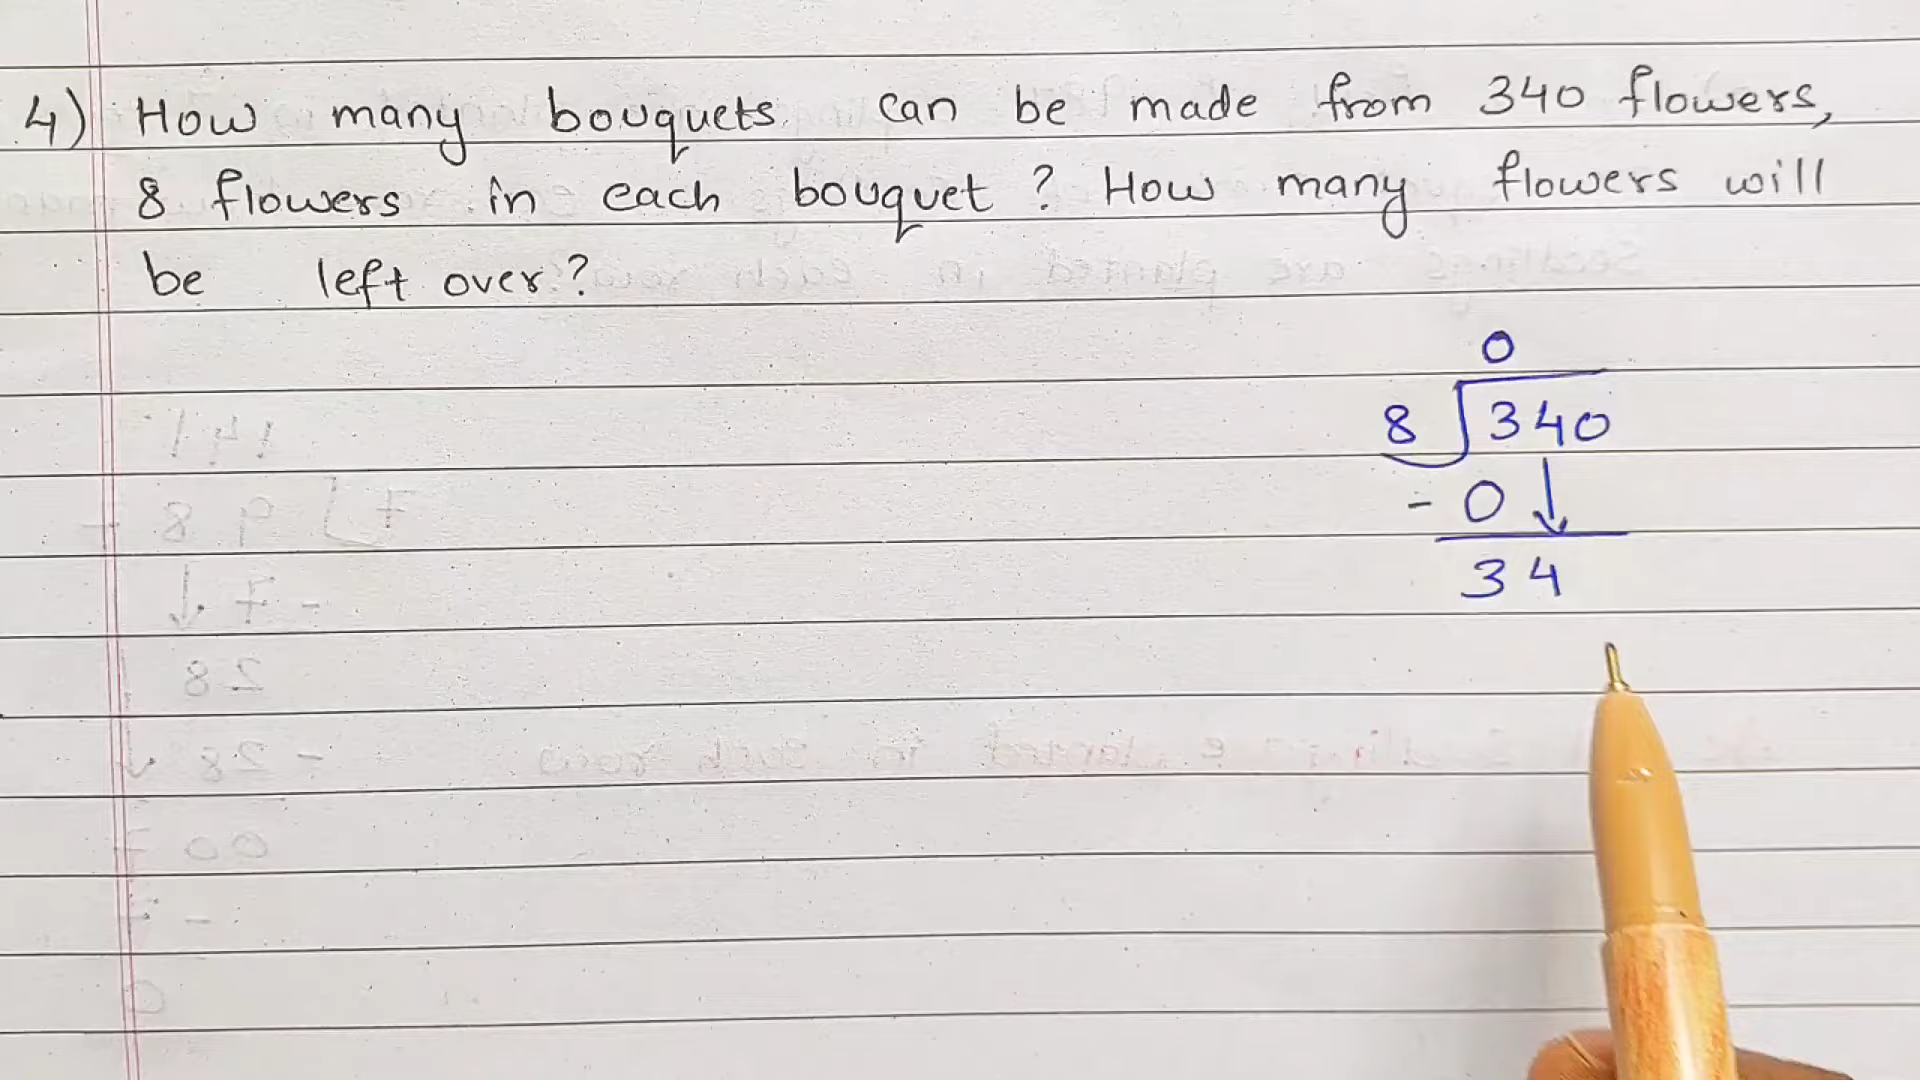 4) How many bouquets can be made from 340 flowers,
8 flowers in each bouquet? How many flowers will
be left over?
0
8 340
- 0 ↓
34